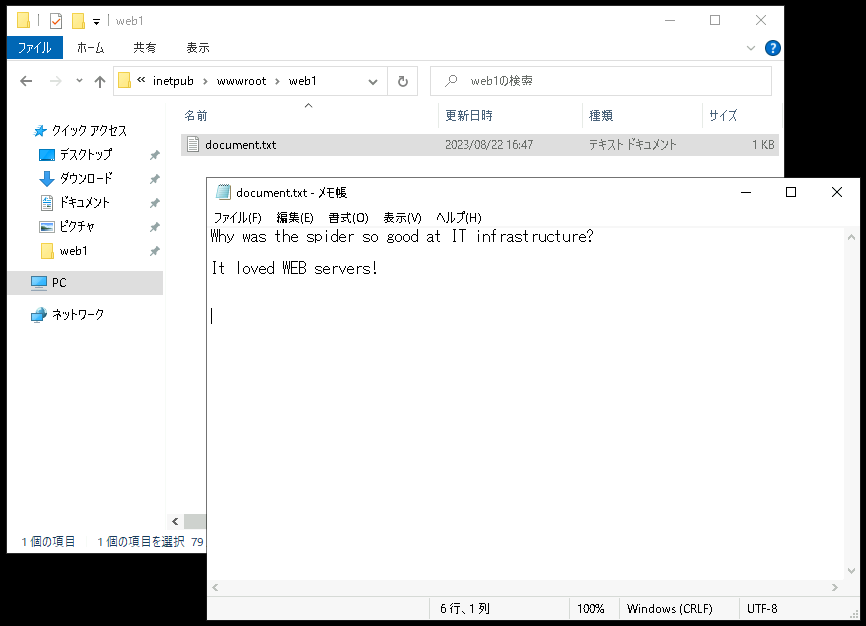 web1
ファイル ホーム 共有 表示
« inetpub › wwwroot › web1
web1の検索
名前 更新日時 種類 サイズ
document.txt 2023/08/22 16:47 テキスト ドキュメント 1 KB
クイック アクセス
デスクトップ
ダウンロード
ドキュメント
ピクチャ
web1
PC
ネットワーク
1 個の項目 1 個の項目を選択 79
document.txt - メモ帳
ファイル(F) 編集(E) 書式(O) 表示(V) ヘルプ(H)
Why was the spider so good at IT infrastructure?
It loved WEB servers!
6 行、1 列 100% Windows (CRLF) UTF-8